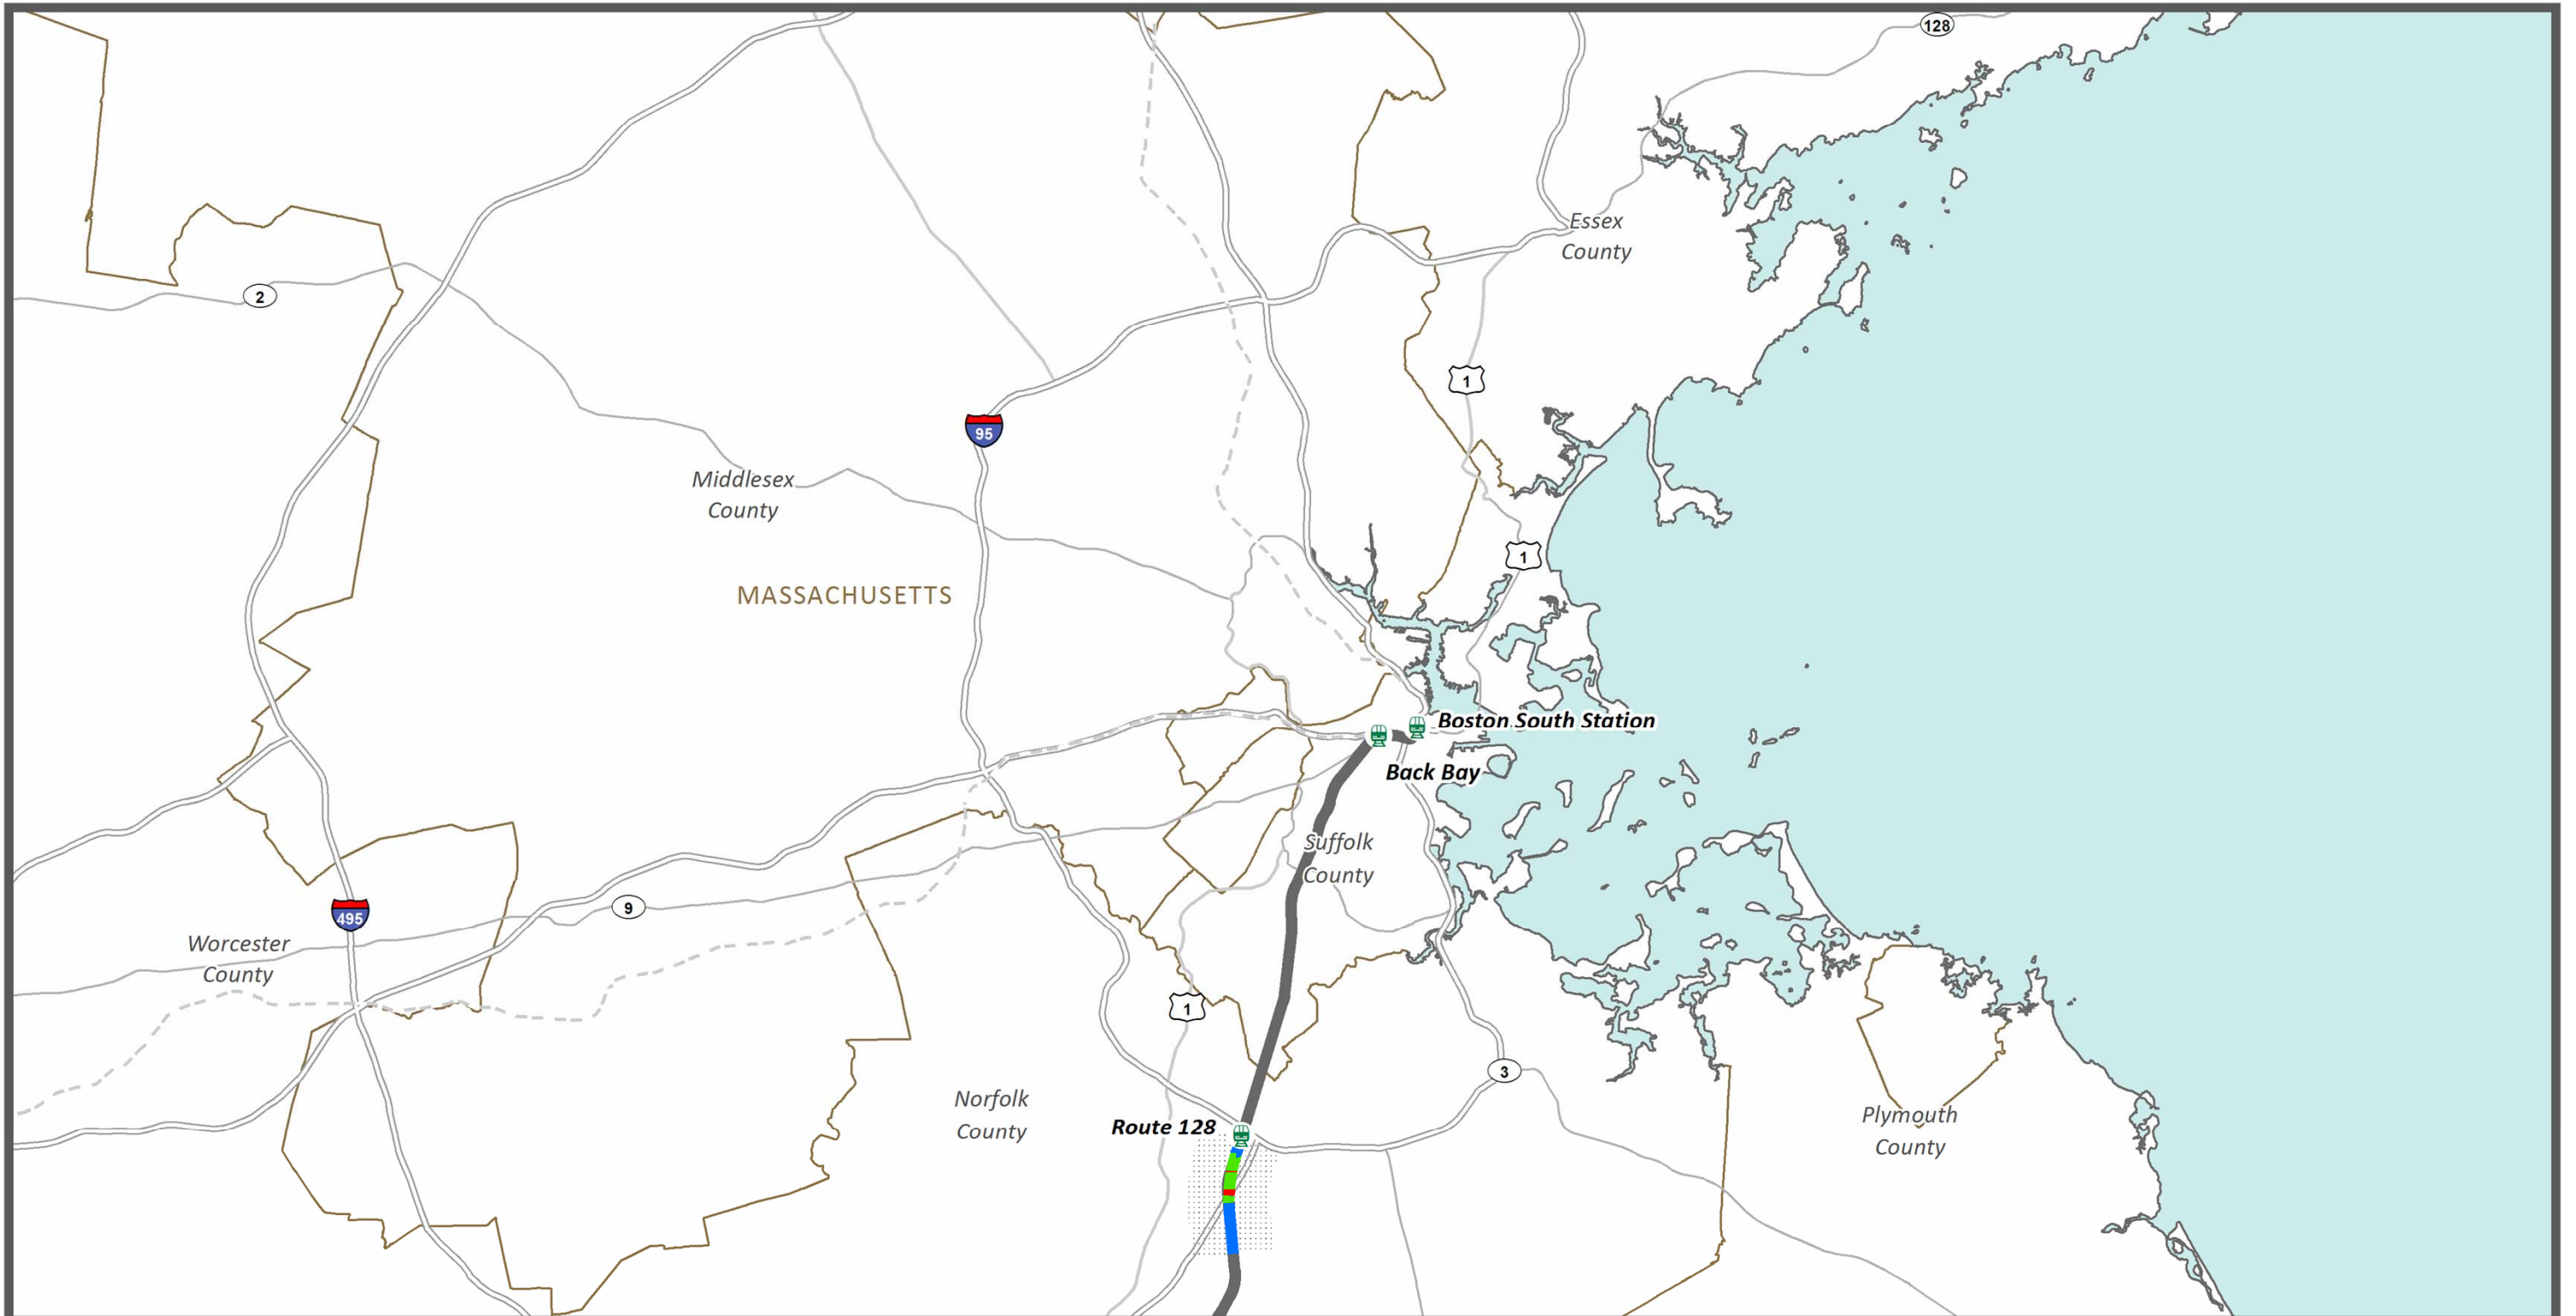 128
Essex
County
2
1
95
Middlesex
County
1
MASSACHUSETTS
Boston South Station
Back Bay
Suffolk
County
9
495
Worcester
County
1
3
Norfolk
County
Route 128
Plymouth
County